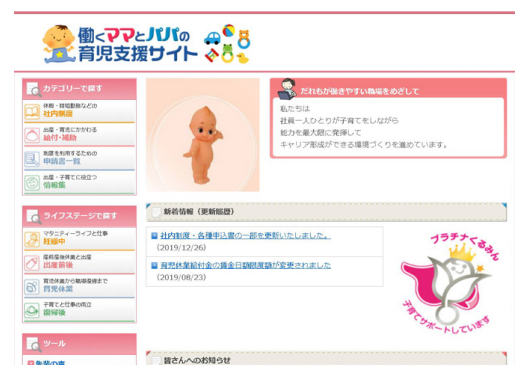 働くママとパパの
育児支援サイト
カテゴリーで探す
休暇・時短勤務などの
社内制度
出産・育児にかかわる
給付・補助
制度を利用するための
申請書一覧
出産・子育てに役立つ
情報集
だれもが働きやすい職場をめざして
私たちは
社員一人ひとりが子育てをしながら
能力を最大限に発揮して
キャリア形成ができる環境づくりを進めています。
ライフステージで探す
マタニティーライフと仕事
妊娠中
産前産後休業と出産
出産前後
育児休業から職場復帰まで
育児休業
子育てと仕事の両立
復帰後
新着情報（更新履歴）
社内制度・各種申込書の一部を更新いたしました。
(2019/12/26)
育児休業給付金の賃金日額限度額が変更されました
(2019/08/23)
プラチナくるみん
子育てサポートしています
ツール
皆さんへのお知らせ